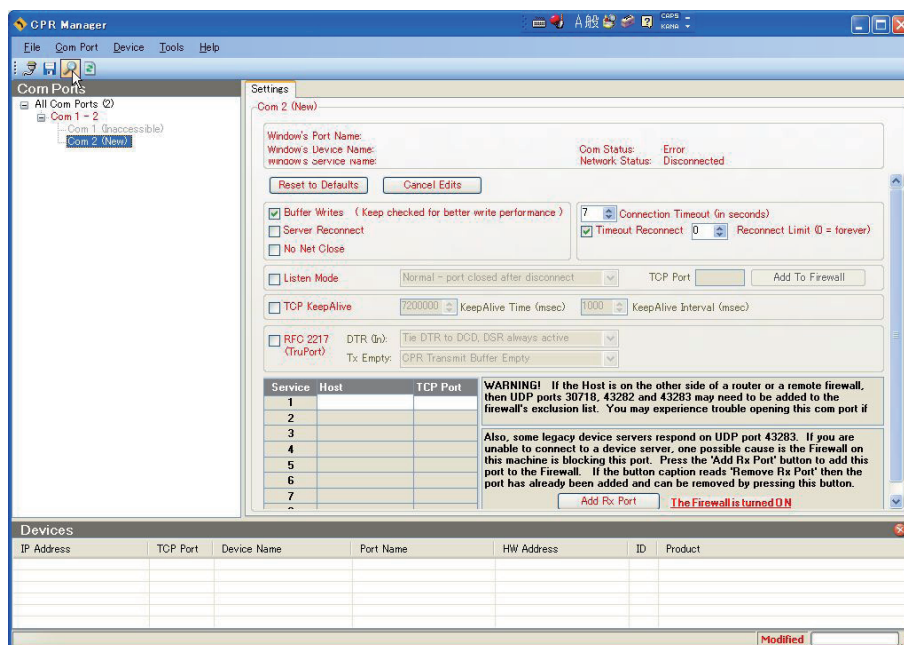 CPR Manager
A 般 CAPS
KANA
File Com Port Device Tools Help
Com Ports
All Com Ports (2)
Com 1 - 2
Com 1 (Inaccessible)
Com 2 (New)
Settings
Com 2 (New)
Window's Port Name:
Window's Device Name: Com Status: Error
Window's Service Name: Network Status: Disconnected
Reset to Defaults Cancel Edits
Buffer Writes ( Keep checked for better write performance ) 7 Connection Timeout (in seconds)
Server Reconnect Timeout Reconnect 0 Reconnect Limit (0 = forever)
No Net Close
Listen Mode Normal - port closed after disconnect TCP Port Add To Firewall
TCP KeepAlive 7200000 KeepAlive Time (msec) 1000 KeepAlive Interval (msec)
RFC 2217 DTR (In): Tie DTR to DCD, DSR always active
(TruPort) Tx Empty: CPR Transmit Buffer Empty
Service Host TCP Port
1
2
3
4
5
6
7
WARNING! If the Host is on the other side of a router or a remote firewall,
then UDP ports 30718, 43282 and 43283 may need to be added to the
firewall's exclusion list. You may experience trouble opening this com port if
Also, some legacy device servers respond on UDP port 43283. If you are
unable to connect to a device server, one possible cause is the Firewall on
this machine is blocking this port. Press the 'Add Rx Port' button to add this
port to the Firewall. If the button caption reads 'Remove Rx Port' then the
port has already been added and can be removed by pressing this button.
Add Rx Port The Firewall is turned ON
Devices
IP Address TCP Port Device Name Port Name HW Address ID Product
Modified